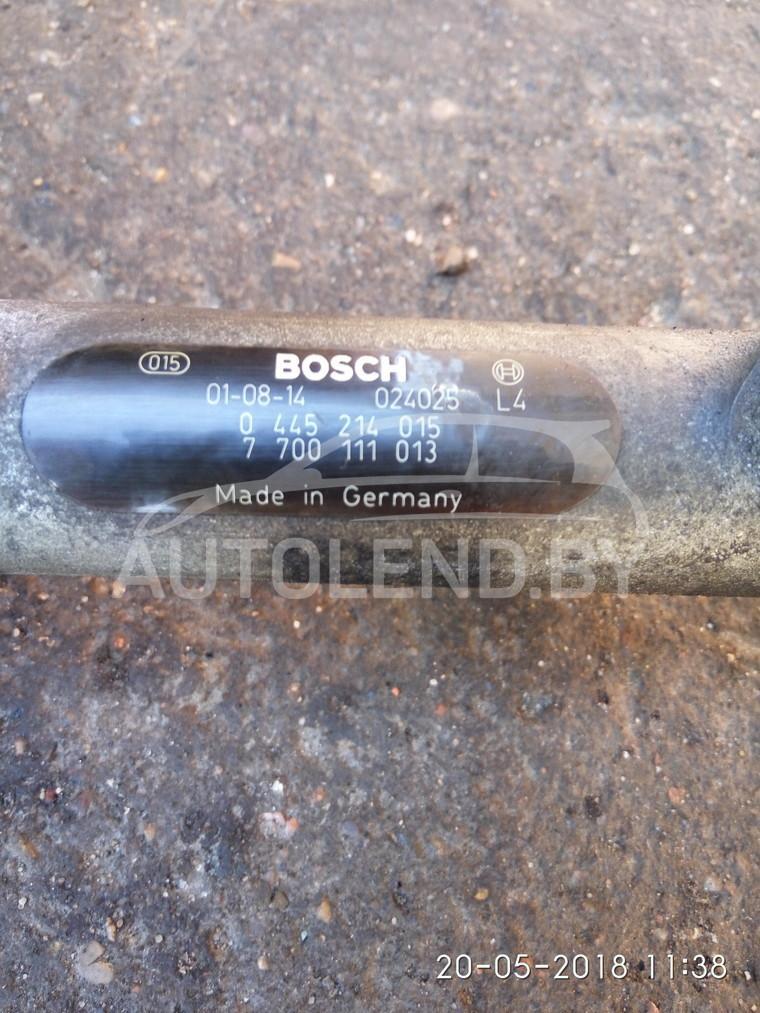 015 BOSCH
01-08-14 024025 L4
0 445 214 015
7 700 111 013
Made in Germany
AUTOLEND.BY
20-05-2018 11:38